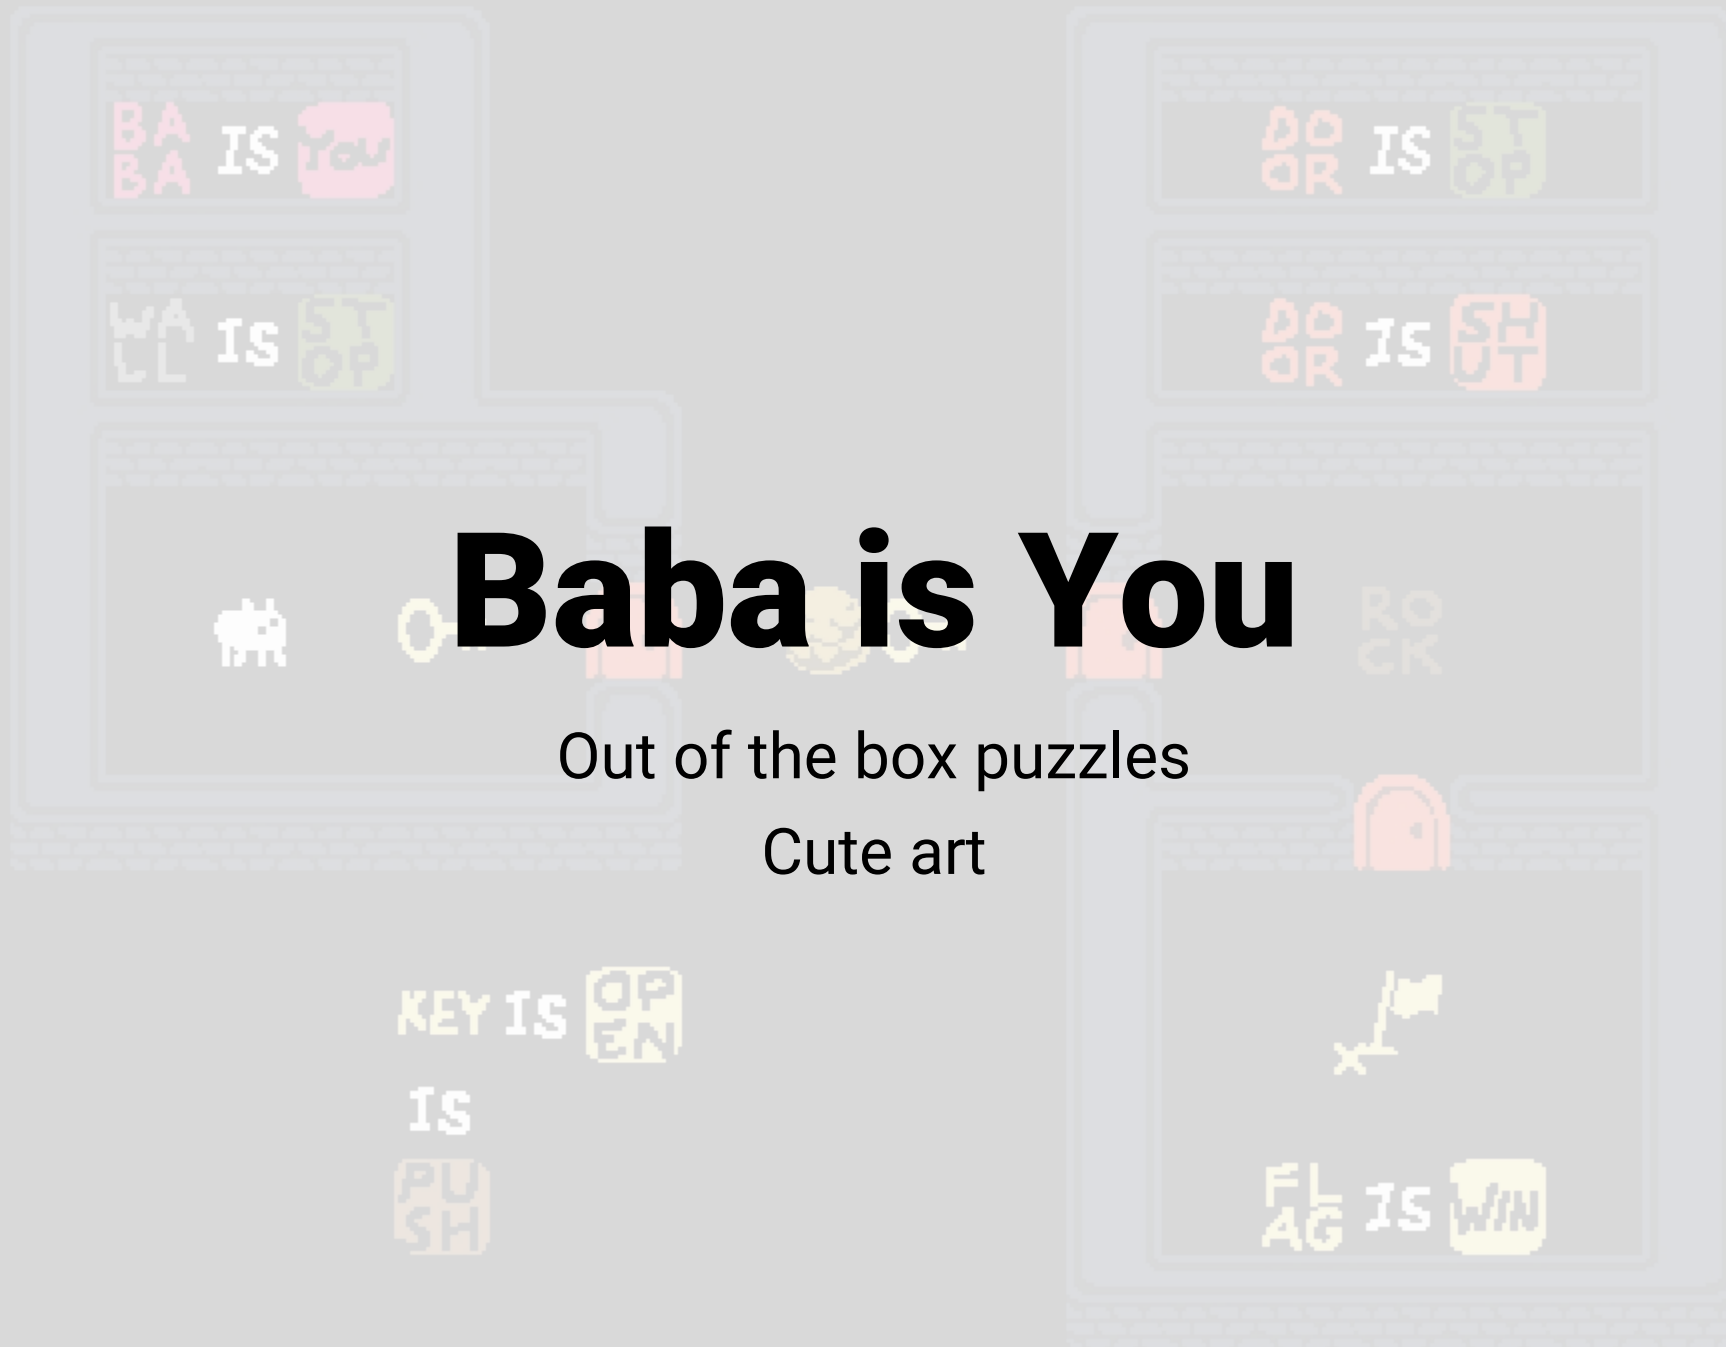 BABA IS YOU
DOOR IS STOP
WALL IS STOP
DOOR IS SHUT
Baba is You
ROCK
Out of the box puzzles
Cute art
KEY IS OPEN
IS
PUSH
FLAG IS WIN